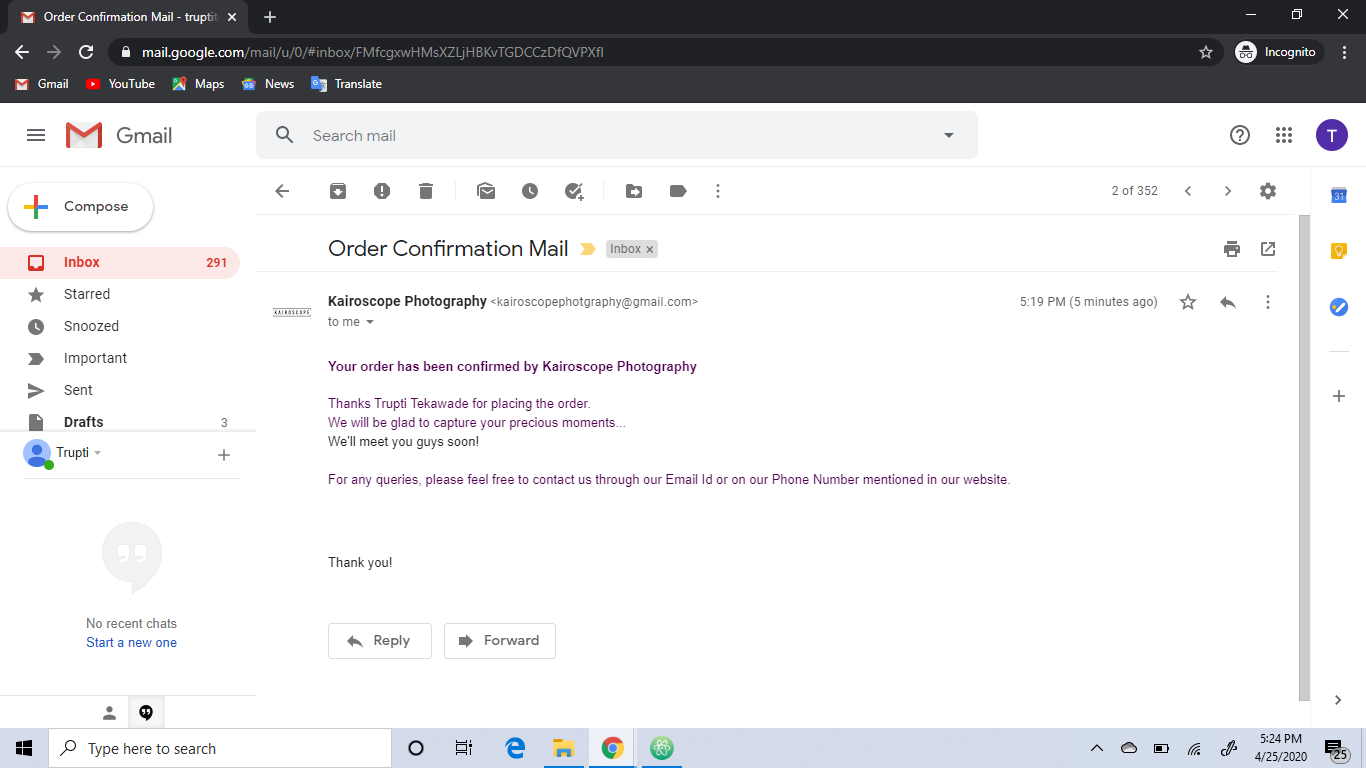 Order Confirmation Mail - truptit
mail.google.com/mail/u/0/#inbox/FMfcgxwHMsXZLjHBKvTGDCCzDfQVPXfl
Incognito
Gmail
YouTube
Maps
News
Translate
Gmail
Search mail
T
Compose
2 of 352
31
Inbox 291
Starred
Snoozed
Important
Sent
Drafts 3
Trupti
No recent chats
Start a new one
Order Confirmation Mail
Inbox x
KAIROSCOPE
Kairoscope Photography <kairoscopephotgraphy@gmail.com>
5:19 PM (5 minutes ago)
to me
Your order has been confirmed by Kairoscope Photography
Thanks Trupti Tekawade for placing the order.
We will be glad to capture your precious moments...
We'll meet you guys soon!
For any queries, please feel free to contact us through our Email Id or on our Phone Number mentioned in our website.
Thank you!
Reply
Forward
Type here to search
5:24 PM
4/25/2020
25